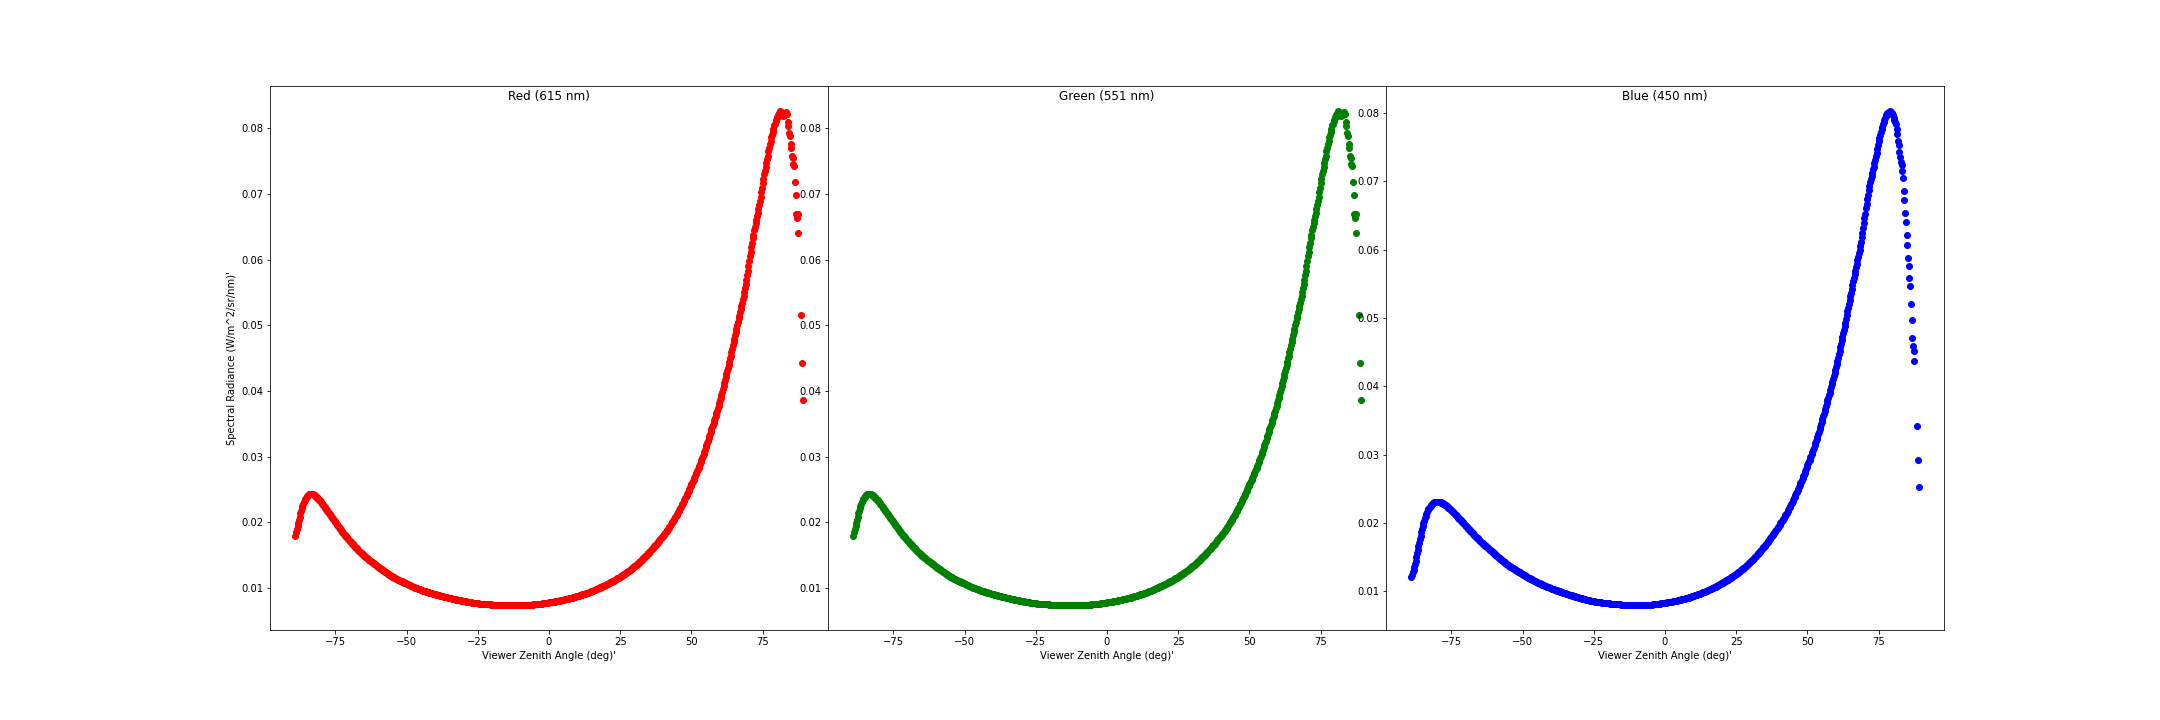 Red (615 nm)
Green (551 nm)
Blue (450 nm)
Spectral Radiance (W/m^2/sr/nm)'
0.08
0.07
0.06
0.05
0.04
0.03
0.02
0.01
−75 −50 −25 0 25 50 75
Viewer Zenith Angle (deg)'
0.08
0.07
0.06
0.05
0.04
0.03
0.02
0.01
−75 −50 −25 0 25 50 75
Viewer Zenith Angle (deg)'
0.08
0.07
0.06
0.05
0.04
0.03
0.02
0.01
−75 −50 −25 0 25 50 75
Viewer Zenith Angle (deg)'